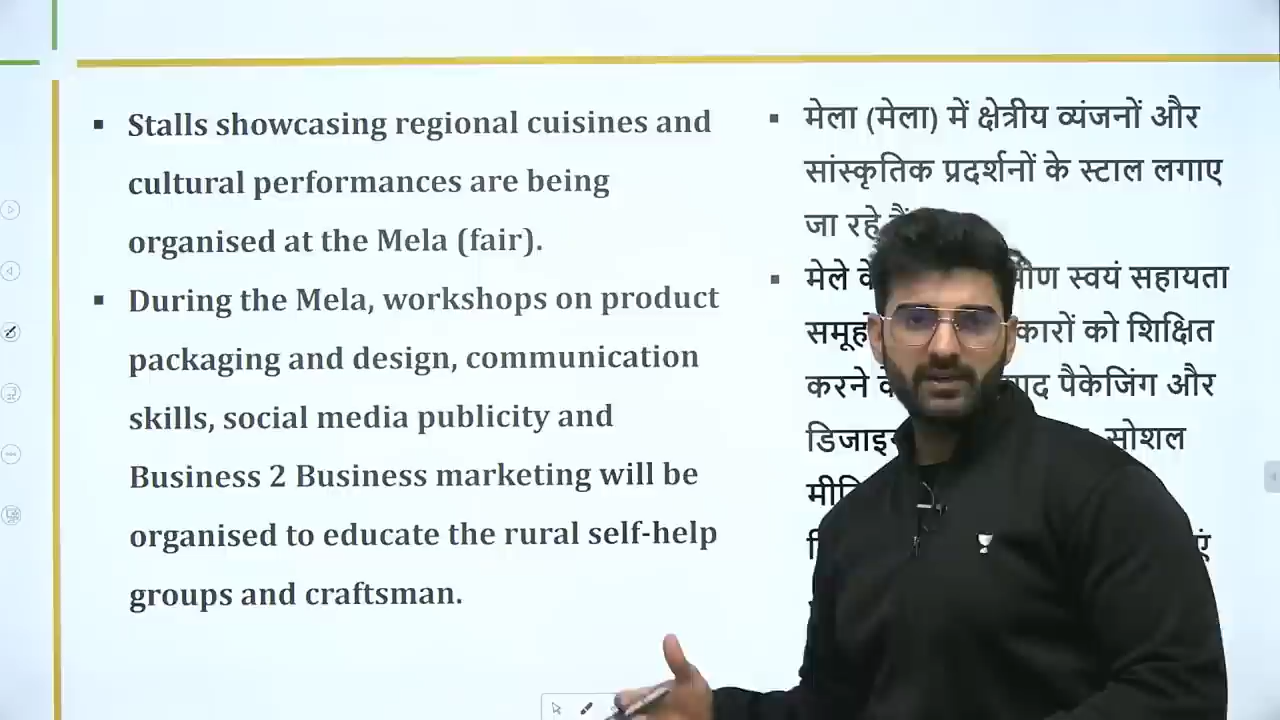 Stalls showcasing regional cuisines and
cultural performances are being
organised at the Mela (fair).
During the Mela, workshops on product
packaging and design, communication
skills, social media publicity and
Business 2 Business marketing will be
organised to educate the rural self-help
groups and craftsman.
मेला (मेला) में क्षेत्रीय व्यंजनों और
सांस्कृतिक प्रदर्शनों के स्टाल लगाए
जा रहे
मेले स्वयं सहायता
को शिक्षित
करने पैकेजिंग और
सोशल